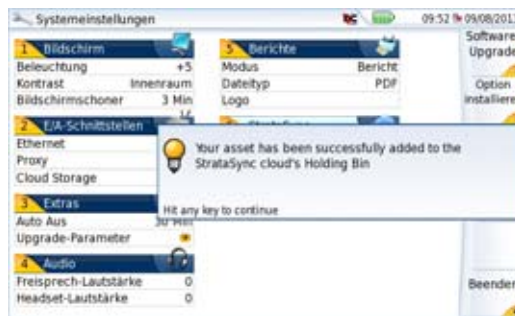 Systemeinstellungen
09:52 09/08/2013
1 Bildschirm
Beleuchtung +5
Kontrast Innenraum
Bildschirmschoner 3 Min
2 E/A-Schnittstellen
Ethernet
Proxy
Cloud Storage
3 Extras
Auto Aus 30 Min
Upgrade-Parameter
4 Audio
Freisprech-Lautstärke 0
Headset-Lautstärke 0
5 Berichte
Modus Bericht
Dateityp PDF
Logo
StrataSync
Your asset has been successfully added to the
StrataSync cloud's Holding Bin
Hit any key to continue
Software
Upgrade
Option
installiere
Beenden